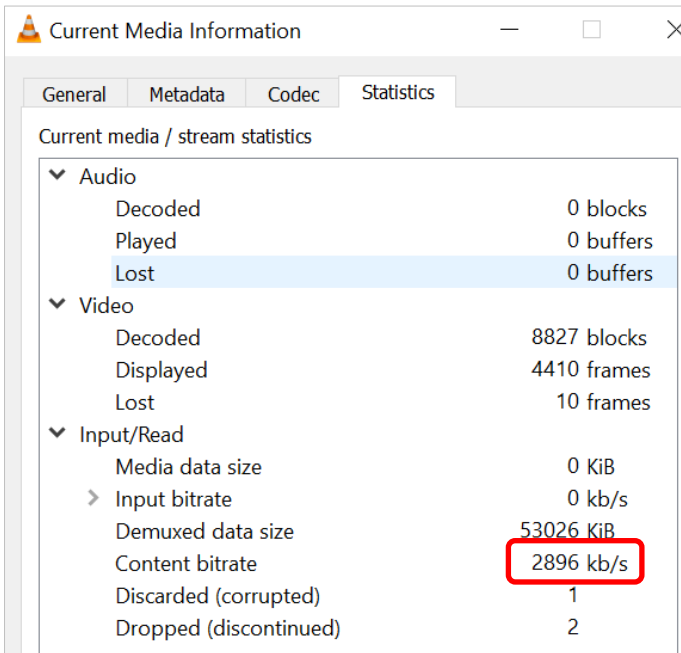 Current Media Information
General Metadata Codec Statistics
Current media / stream statistics
Audio
Decoded 0 blocks
Played 0 buffers
Lost 0 buffers
Video
Decoded 8827 blocks
Displayed 4410 frames
Lost 10 frames
Input/Read
Media data size 0 KiB
Input bitrate 0 kb/s
Demuxed data size 53026 KiB
Content bitrate 2896 kb/s
Discarded (corrupted) 1
Dropped (discontinued) 2